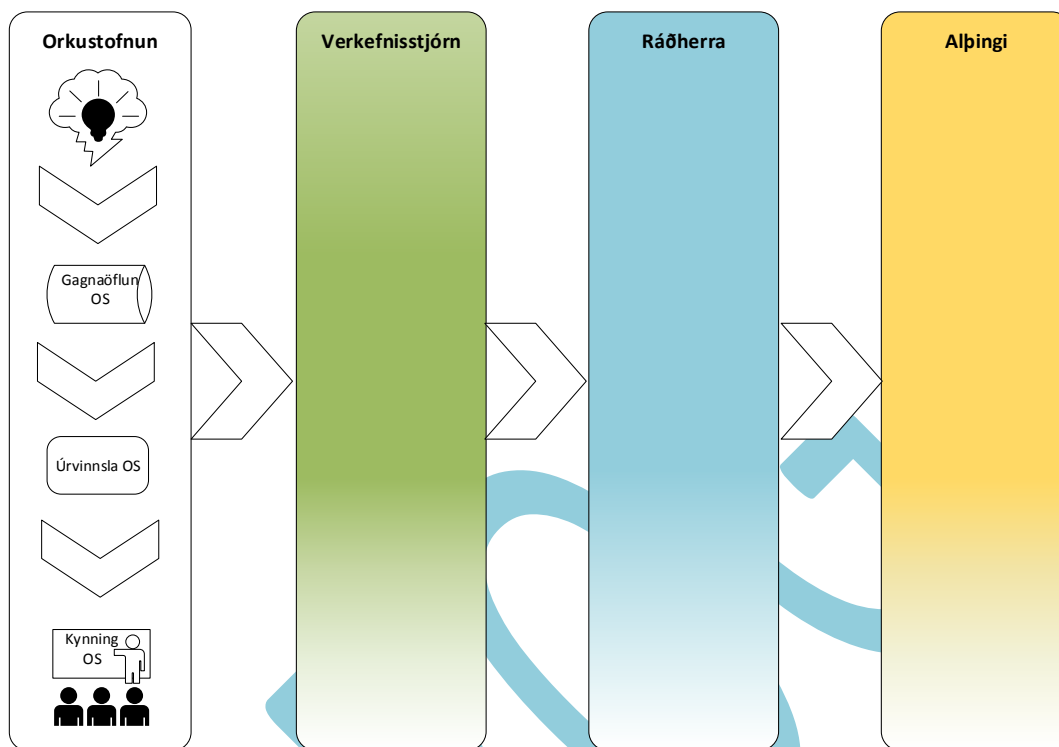 Orkustofnun
Gagnaöflun
OS
Úrvinnsla OS
Kynning
OS
Verkefnisstjórn
Ráðherra
Alþingi